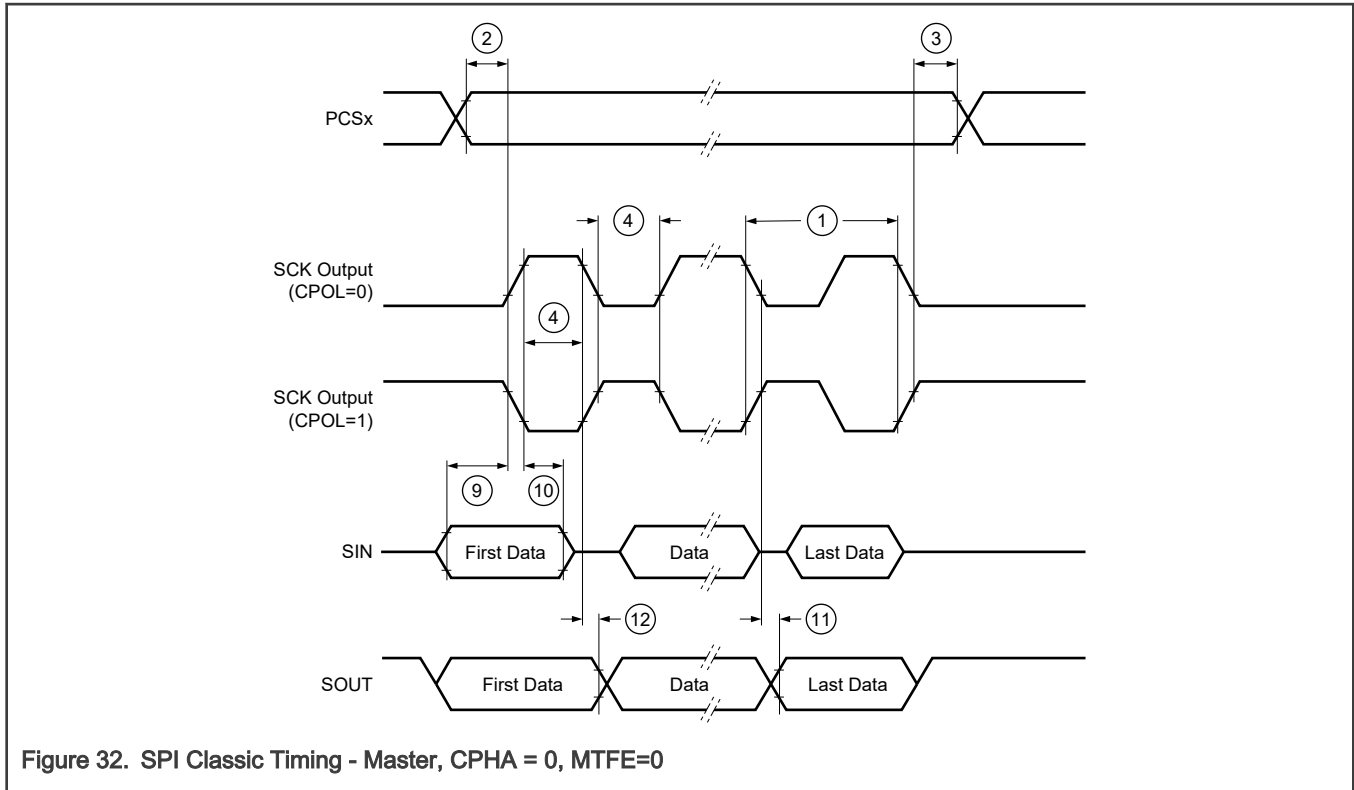 2
3
PCSx
4
1
SCK Output
(CPOL=0)
4
SCK Output
(CPOL=1)
9
10
SIN
First Data
Data
Last Data
12
11
SOUT
First Data
Data
Last Data
Figure 32. SPI Classic Timing - Master, CPHA = 0, MTFE=0